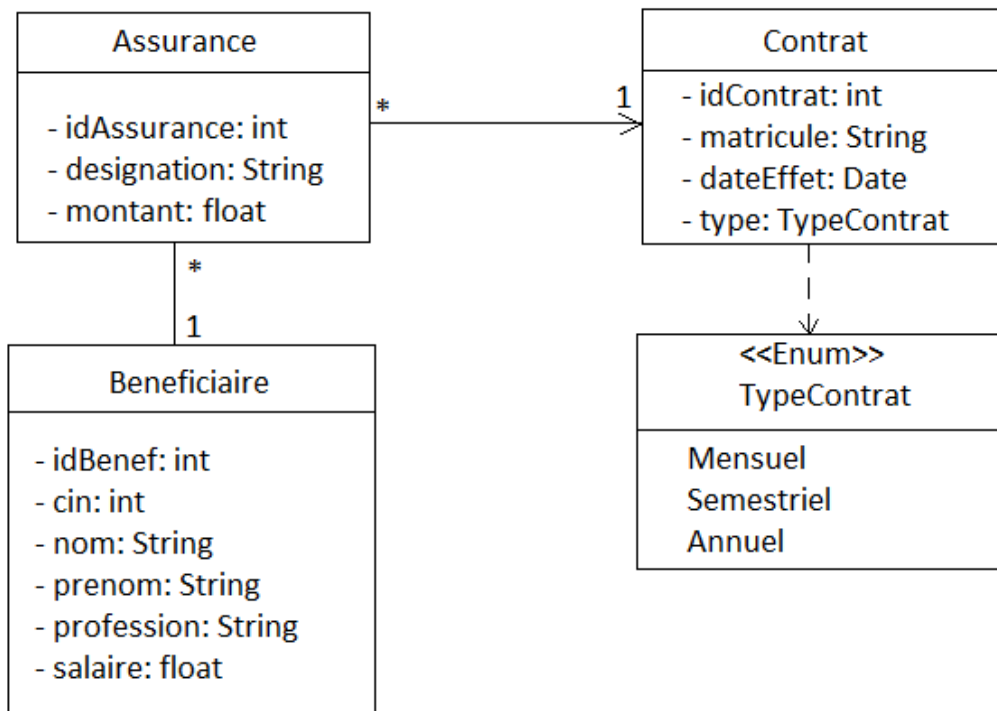 Assurance
- idAssurance: int
- designation: String
- montant: float
*
1
Contrat
- idContrat: int
- matricule: String
- dateEffet: Date
- type: TypeContrat
*
1
Beneficiaire
- idBenef: int
- cin: int
- nom: String
- prenom: String
- profession: String
- salaire: float
<<Enum>>
TypeContrat
Mensuel
Semestriel
Annuel